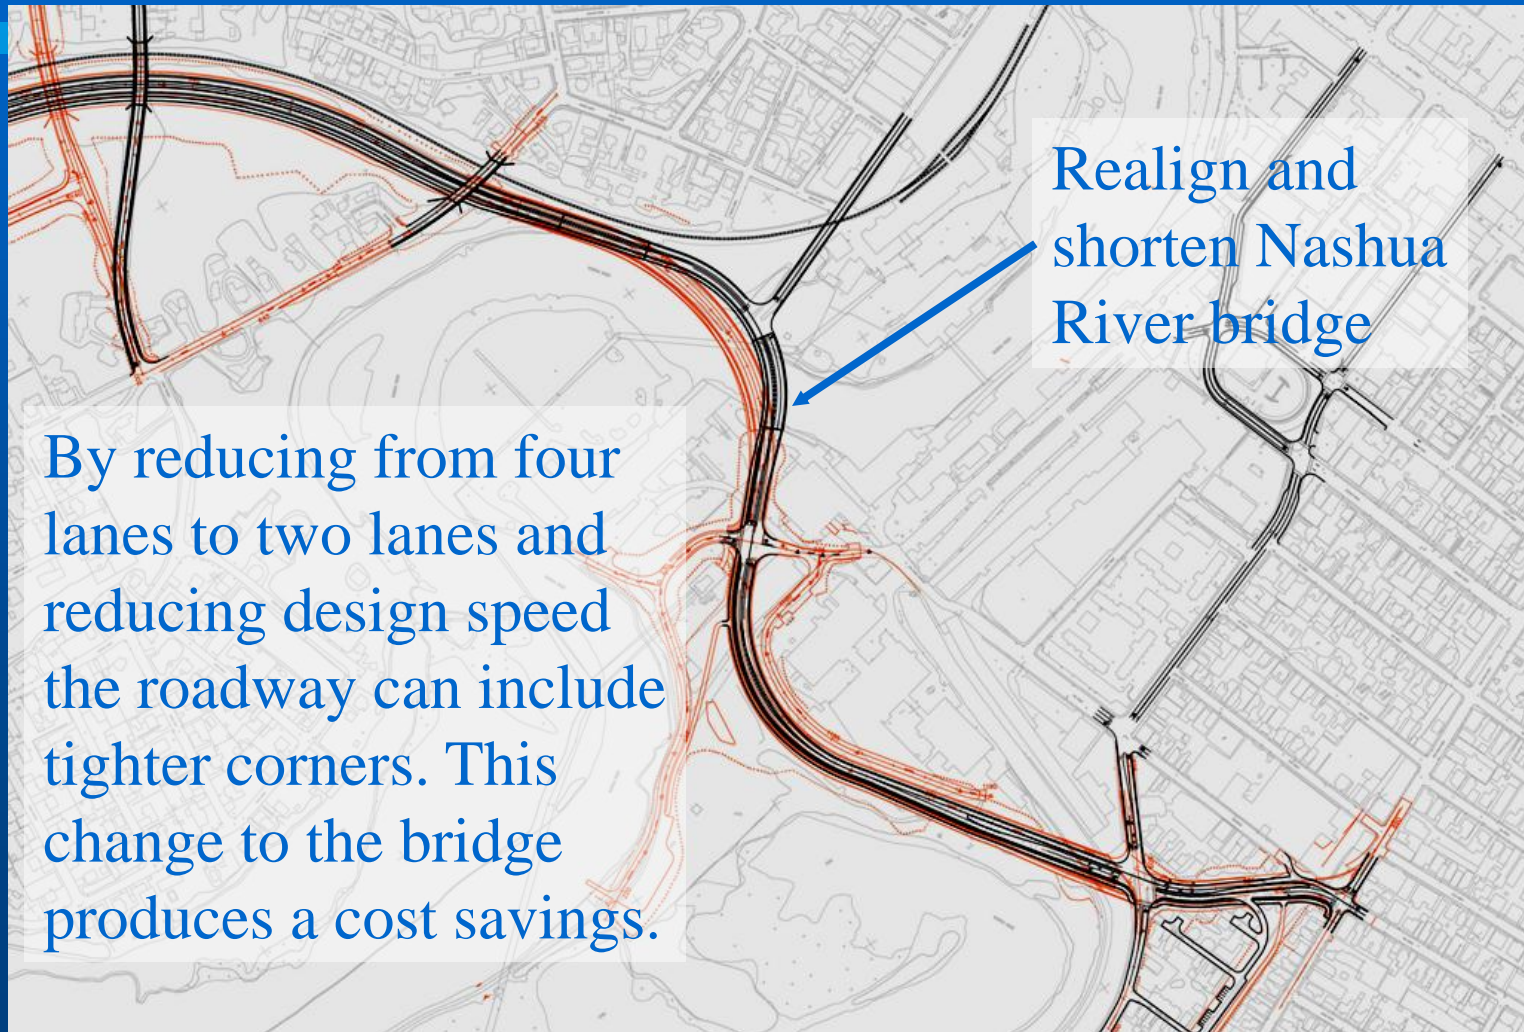 Realign and
shorten Nashua
River bridge
By reducing from four
lanes to two lanes and
reducing design speed
the roadway can include
tighter corners. This
change to the bridge
produces a cost savings.